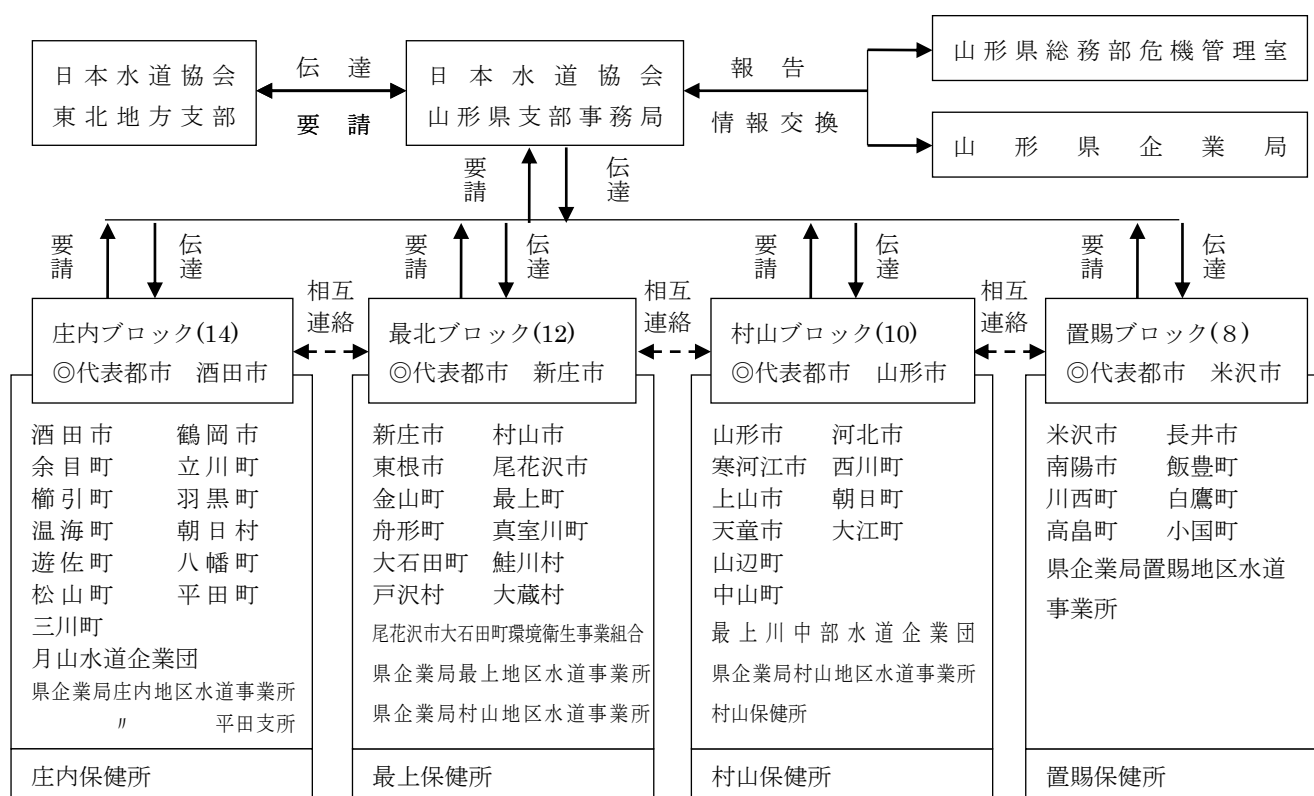 日本水道協会
東北地方支部
伝達
要請
日本水道協会
山形県支部事務局
報告
情報交換
山形県総務部危機管理室
山形県企業局
要請
伝達
要請
伝達
要請
伝達
要請
伝達
要請
伝達
相互
連絡
相互
連絡
相互
連絡
庄内ブロック(14)
◎代表都市 酒田市
酒田市 鶴岡市
余目町 立川町
櫛引町 羽黒町
温海町 朝日村
遊佐町 八幡町
松山町 平田町
三川町
月山水道企業団
県企業局庄内地区水道事業所
〃 平田支所
庄内保健所
最北ブロック(12)
◎代表都市 新庄市
新庄市 村山市
東根市 尾花沢市
金山町 最上町
舟形町 真室川町
大石田町 鮭川村
戸沢村 大蔵村
尾花沢市大石田町環境衛生事業組合
県企業局最上地区水道事業所
県企業局村山地区水道事業所
最上保健所
村山ブロック(10)
◎代表都市 山形市
山形市 河北市
寒河江市 西川町
上山市 朝日町
天童市 大江町
山辺町
中山町
最上川中部水道企業団
県企業局村山地区水道事業所
村山保健所
村山保健所
置賜ブロック(8)
◎代表都市 米沢市
米沢市 長井市
南陽市 飯豊町
川西町 白鷹町
高畠町 小国町
県企業局置賜地区水道
事業所
置賜保健所